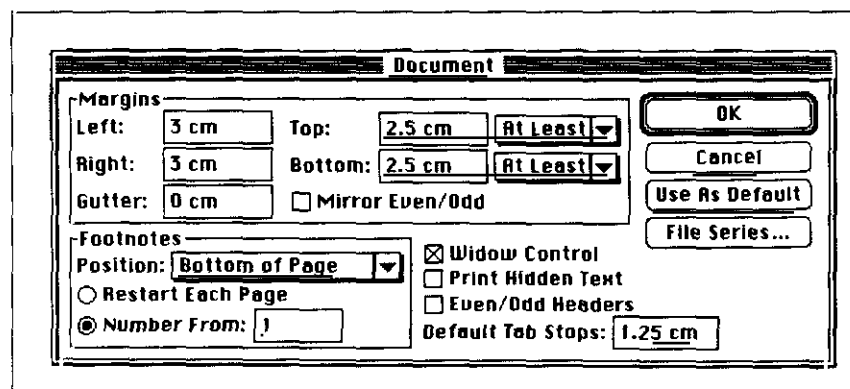 Document
Margins
Left: 3 cm Top: 2.5 cm At Least
Right: 3 cm Bottom: 2.5 cm At Least
Gutter: 0 cm Mirror Even/Odd
OK
Cancel
Use As Default
File Series...
Footnotes
Position: Bottom of Page
Restart Each Page
Number From: 1
Widow Control
Print Hidden Text
Even/Odd Headers
Default Tab Stops: 1.25 cm